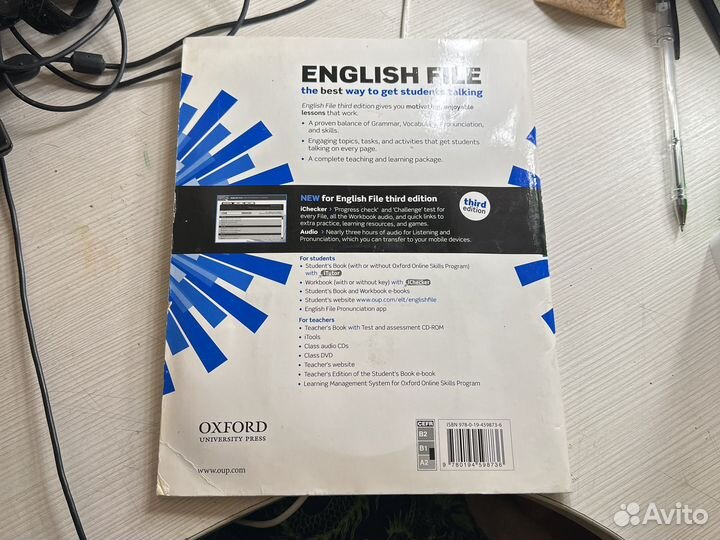 ENGLISH FILE
the best way to get students talking
English File third edition gives you motivating, enjoyable
lessons that work.
• A proven balance of Grammar, Vocabulary, Pronunciation,
and skills.
• Engaging topics, tasks, and activities that get students
talking on every page.
• A complete teaching and learning package.
NEW for English File third edition
iChecker > 'Progress check' and 'Challenge' test for
every File, all the Workbook audio, and quick links to
extra practice, learning resources, and games.
Audio > Nearly three hours of audio for Listening and
Pronunciation, which you can transfer to your mobile devices.
third
edition
For students
• Student's Book (with or without Oxford Online Skills Program)
with iTutor
• Workbook (with or without key) with iChecker
• Student's Book and Workbook e-books
• Student's website www.oup.com/elt/englishfile
• English File Pronunciation app
For teachers
• Teacher's Book with Test and assessment CD-ROM
• iTools
• Class audio CDs
• Class DVD
• Teacher's website
• Teacher's Edition of the Student's Book e-book
• Learning Management System for Oxford Online Skills Program
OXFORD
UNIVERSITY PRESS
www.oup.com
CEFR
B2
B1
A2
ISBN 978-0-19-459873-6
9 780194 598736
Avito